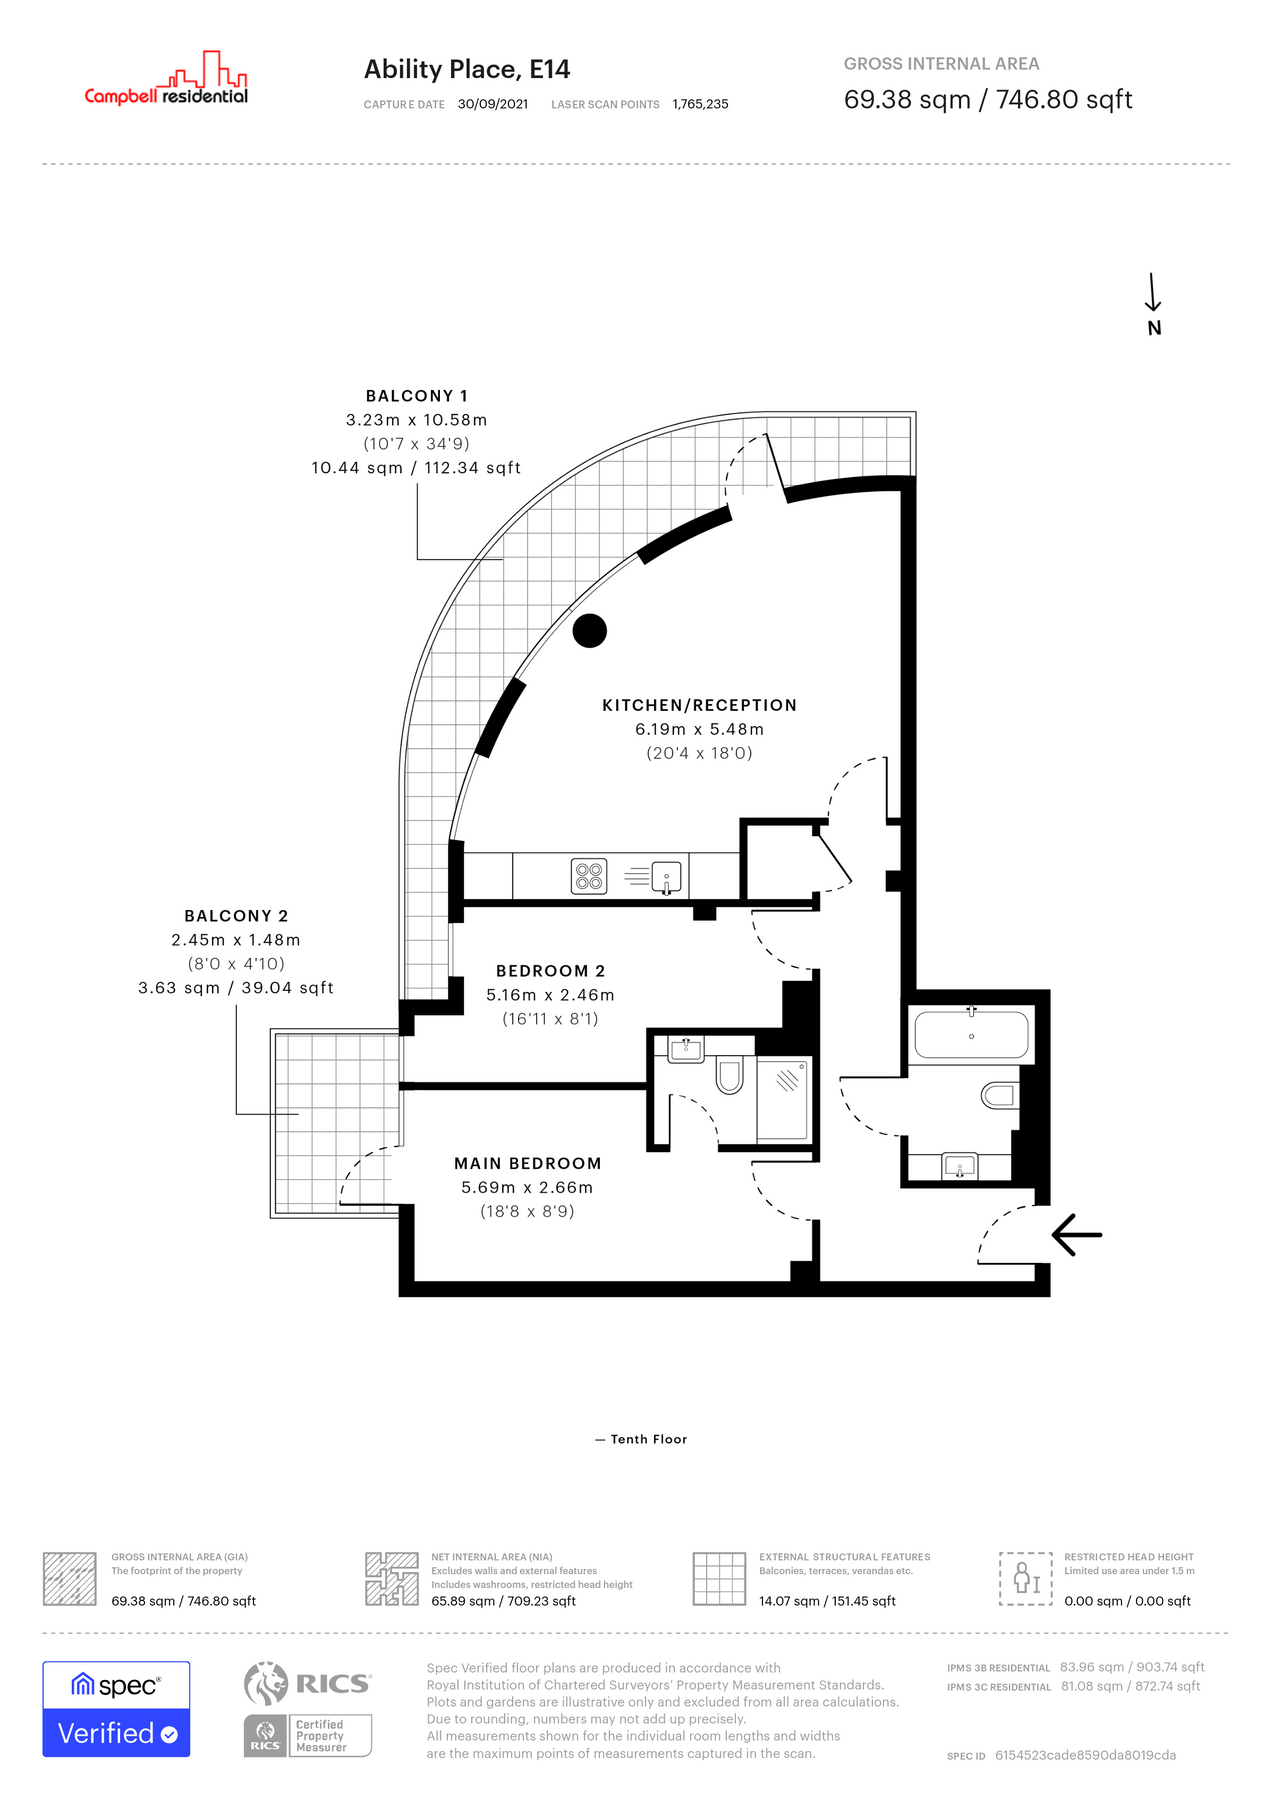 Campbell residential
Ability Place, E14
CAPTURE DATE 30/09/2021 LASER SCAN POINTS 1,765,235
GROSS INTERNAL AREA
69.38 sqm / 746.80 sqft
N
BALCONY 1
3.23m x 10.58m
(10'7 x 34'9)
10.44 sqm / 112.34 sqft
KITCHEN/RECEPTION
6.19m x 5.48m
(20'4 x 18'0)
BALCONY 2
2.45m x 1.48m
(8'0 x 4'10)
3.63 sqm / 39.04 sqft
BEDROOM 2
5.16m x 2.46m
(16'11 x 8'1)
MAIN BEDROOM
5.69m x 2.66m
(18'8 x 8'9)
— Tenth Floor
GROSS INTERNAL AREA (GIA)
The footprint of the property
69.38 sqm / 746.80 sqft
NET INTERNAL AREA (NIA)
Excludes walls and external features
Includes washrooms, restricted head height
65.89 sqm / 709.23 sqft
EXTERNAL STRUCTURAL FEATURES
Balconies, terraces, verandas etc.
14.07 sqm / 151.45 sqft
RESTRICTED HEAD HEIGHT
Limited use area under 1.5 m
0.00 sqm / 0.00 sqft
spec®
Verified
RICS®
RICS
Certified
Property
Measurer
Spec Verified floor plans are produced in accordance with
Royal Institution of Chartered Surveyors' Property Measurement Standards.
Plots and gardens are illustrative only and excluded from all area calculations.
Due to rounding, numbers may not add up precisely.
All measurements shown for the individual room lengths and widths
are the maximum points of measurements captured in the scan.
IPMS 3B RESIDENTIAL 83.96 sqm / 903.74 sqft
IPMS 3C RESIDENTIAL 81.08 sqm / 872.74 sqft
SPEC ID 6154523cade8590da8019cda